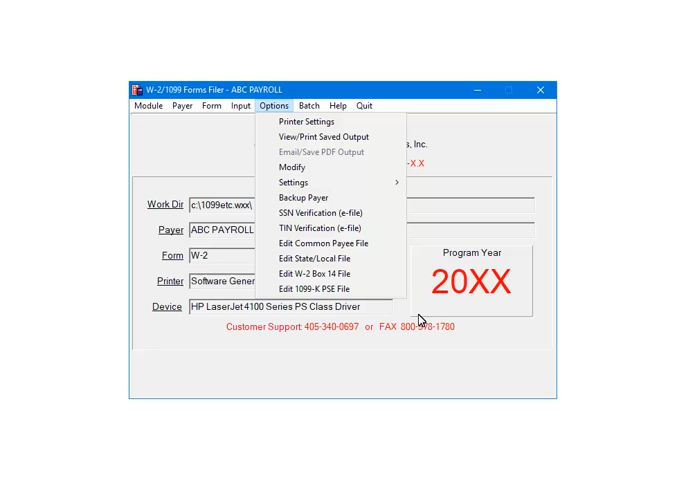 W-2/1099 Forms Filer - ABC PAYROLL
Module Payer Form Input Options Batch Help Quit
Printer Settings
View/Print Saved Output
Email/Save PDF Output
Modify
Settings
Backup Payer
SSN Verification (e-file)
TIN Verification (e-file)
Edit Common Payee File
Edit State/Local File
Edit W-2 Box 14 File
Edit 1099-K PSE File
s, Inc.
-X.X
Work Dir c:\1099etc.wxx\
Payer ABC PAYROLL
Form W-2
Printer Software Gener
Device HP LaserJet 4100 Series PS Class Driver
Program Year
20XX
Customer Support 405-340-0697 or FAX 800-978-1780